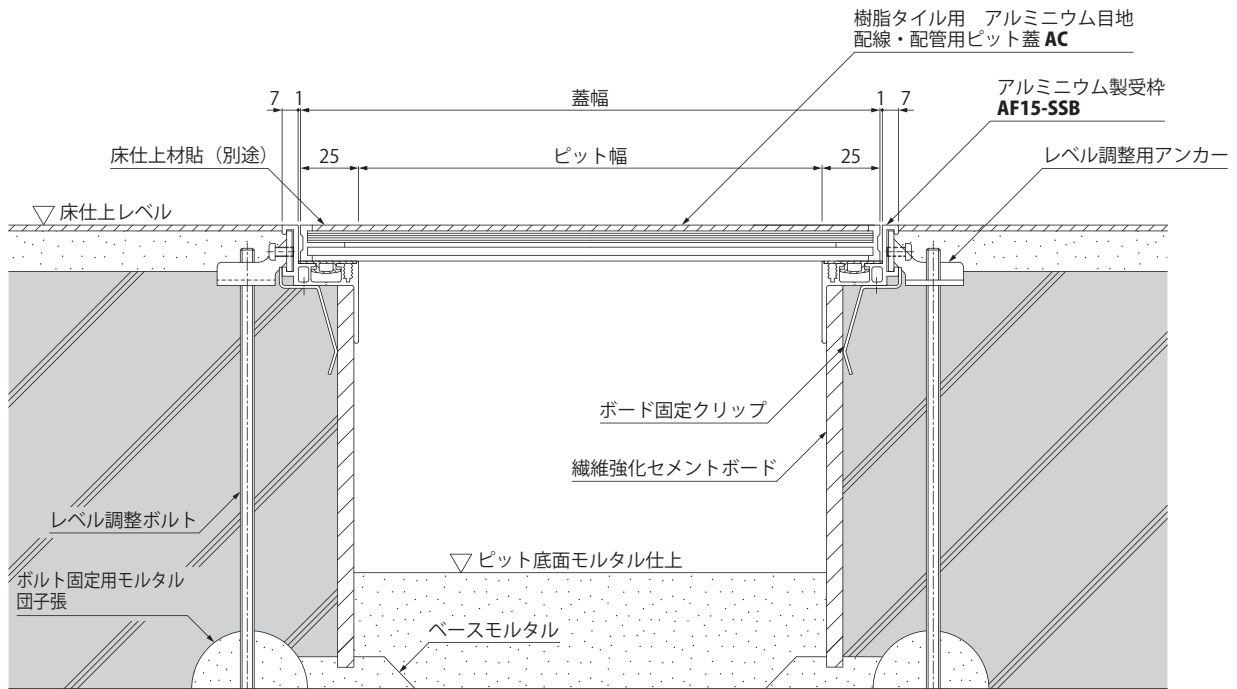 樹脂タイル用　アルミニウム目地
配線・配管用ピット蓋 AC
アルミニウム製受枠
AF15-SSB
7 1 蓋幅 1 7
床仕上材貼（別途） 25 ピット幅 25 レベル調整用アンカー
床仕上レベル
ボード固定クリップ
繊維強化セメントボード
レベル調整ボルト
ピット底面モルタル仕上
ボルト固定用モルタル
団子張
ベースモルタル